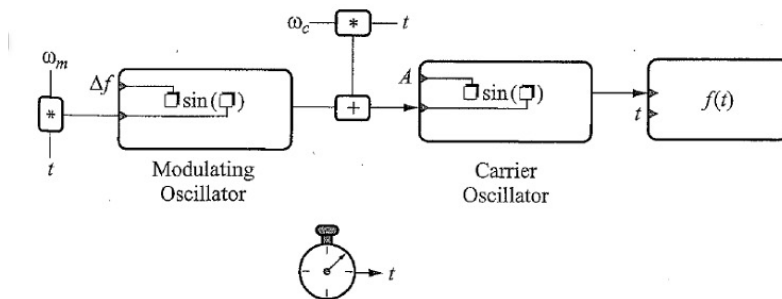 ω_c * t
ω_m
Δf
sin( )
*
t
+
A
sin( )
t
f(t)
Modulating
Oscillator
Carrier
Oscillator
t